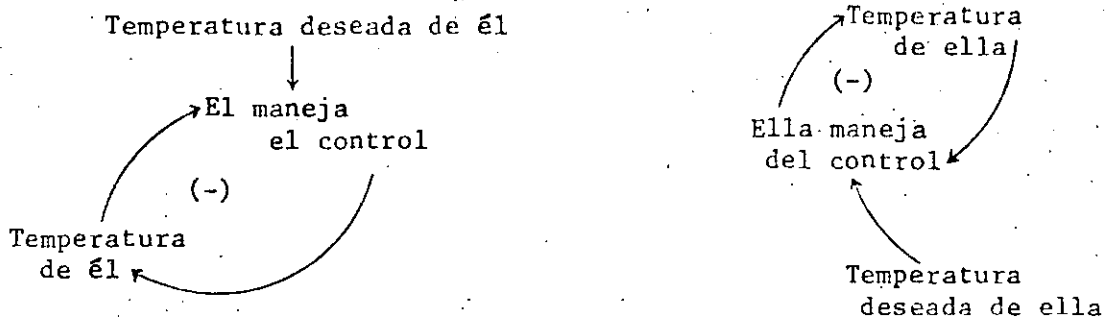 Temperatura deseada de él
El maneja
el control
(-)
Temperatura
de él
Temperatura
de ella
(-)
Ella maneja
del control
Temperatura
deseada de ella